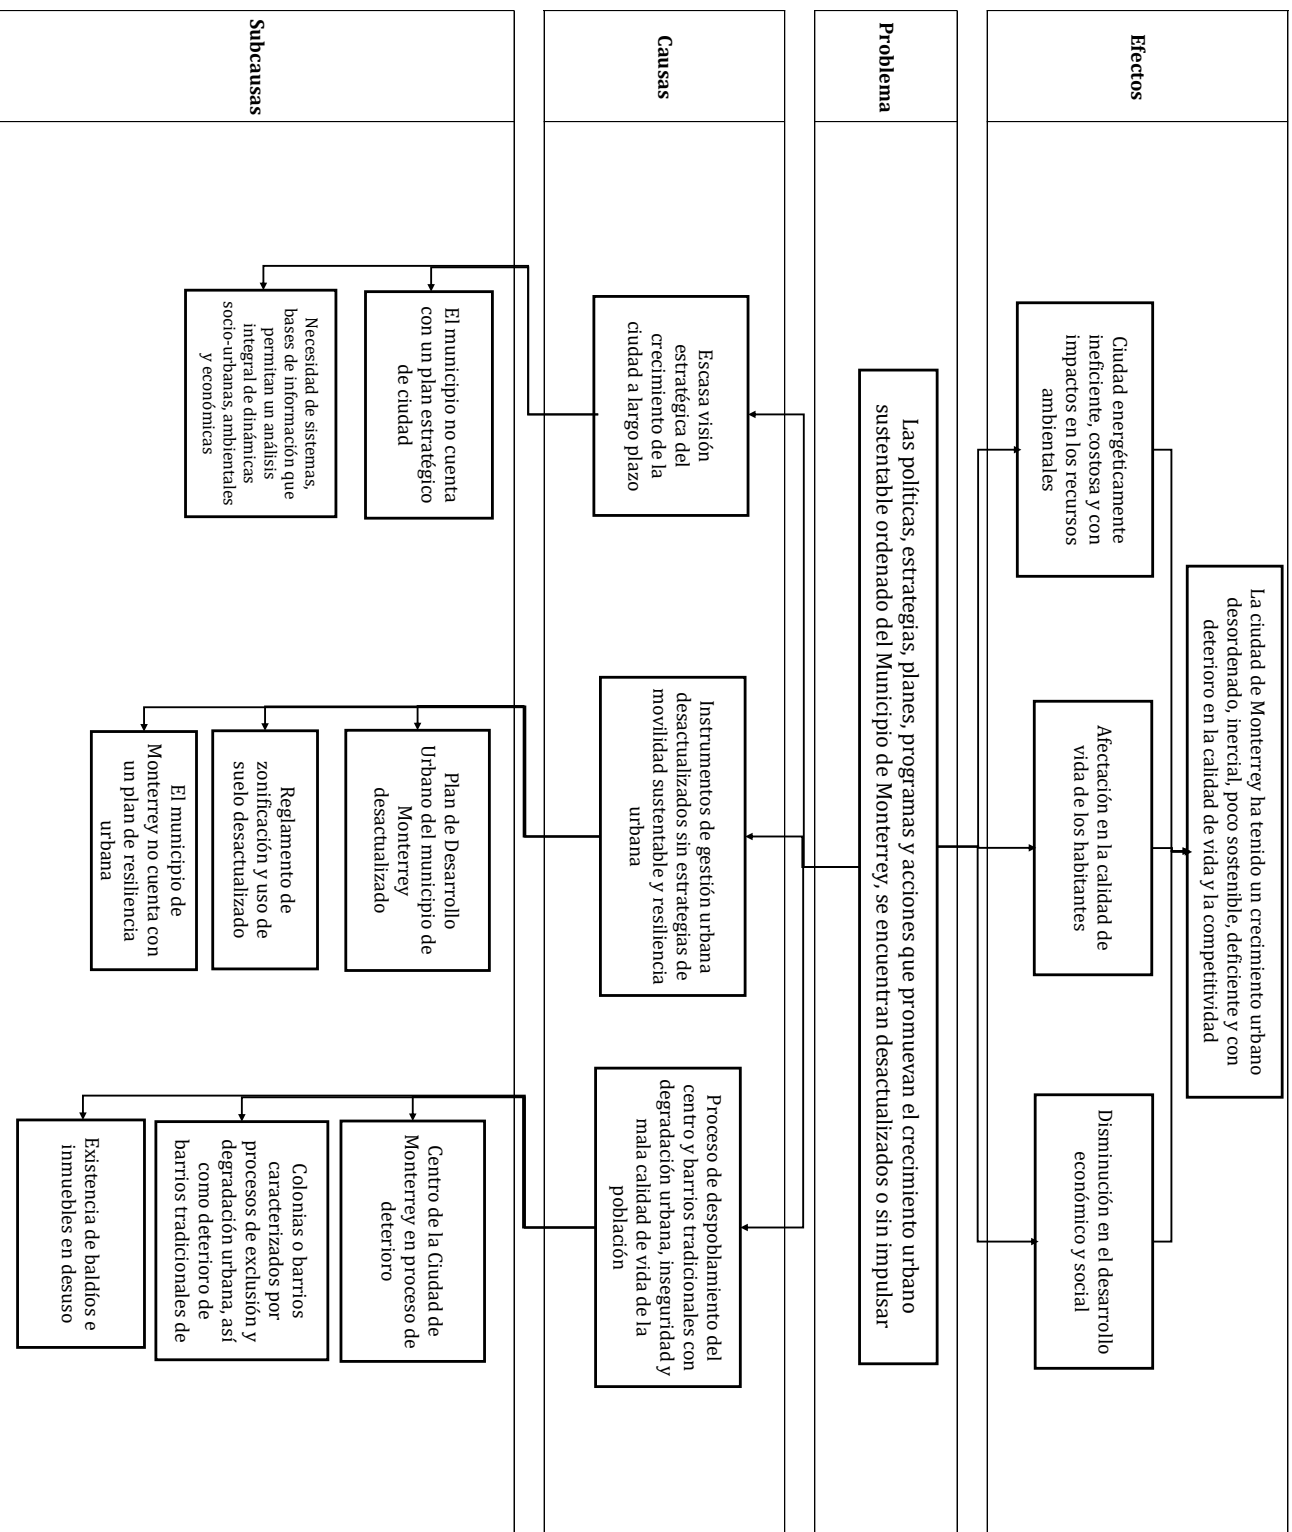 Efectos
La ciudad de Monterrey ha tenido un crecimiento urbano
desordenado, inercial, poco sostenible, deficiente y con
deterioro en la calidad de vida y la competitividad
Ciudad energéticamente
ineficiente, costosa y con
impactos en los recursos
ambientales
Afectación en la calidad de
vida de los habitantes
Disminución en el desarrollo
económico y social
Problema
Las políticas, estrategias, planes, programas y acciones que promuevan el crecimiento urbano
sustentable ordenado del Municipio de Monterrey, se encuentran desactualizados o sin impulsar
Causas
Escasa visión
estratégica del
crecimiento de la
ciudad a largo plazo
Instrumentos de gestión urbana
desactualizados sin estrategias de
movilidad sustentable y resiliencia
urbana
Proceso de despoblamiento del
centro y barrios tradicionales con
degradación urbana, inseguridad y
mala calidad de vida de la
población
Subcausas
El municipio no cuenta
con un plan estratégico
de ciudad
Necesidad de sistemas,
bases de información que
permitan un análisis
integral de dinámicas
socio-urbanas, ambientales
y económicas
Plan de Desarrollo
Urbano del municipio de
Monterrey
desactualizado
Reglamento de
zonificación y uso de
suelo desactualizado
El municipio de
Monterrey no cuenta con
un plan de resiliencia
urbana
Centro de la Ciudad de
Monterrey en proceso de
deterioro
Colonias o barrios
caracterizados por
procesos de exclusión y
degradación urbana, así
como deterioro de
barrios tradicionales de
Existencia de baldíos e
inmuebles en desuso